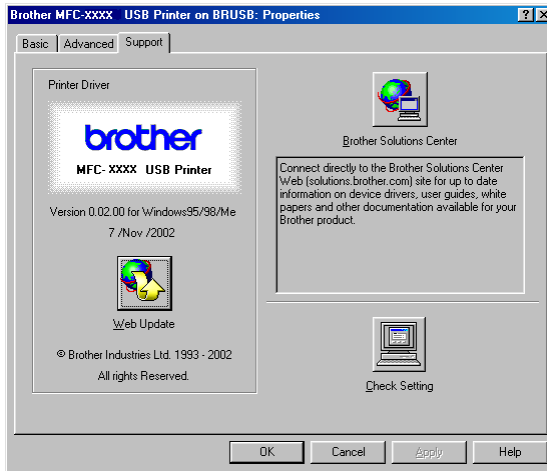 Brother MFC-XXXX USB Printer on BRUSB: Properties
Basic Advanced Support
Printer Driver
brother
MFC- XXXX USB Printer
Version 0.02.00 for Windows95/98/Me
7 /Nov /2002
Web Update
© Brother Industries Ltd. 1993 - 2002
All rights Reserved.
Brother Solutions Center
Connect directly to the Brother Solutions Center
Web (solutions.brother.com) site for up to date
information on device drivers, user guides, white
papers and other documentation available for your
Brother product.
Check Setting
OK Cancel Apply Help